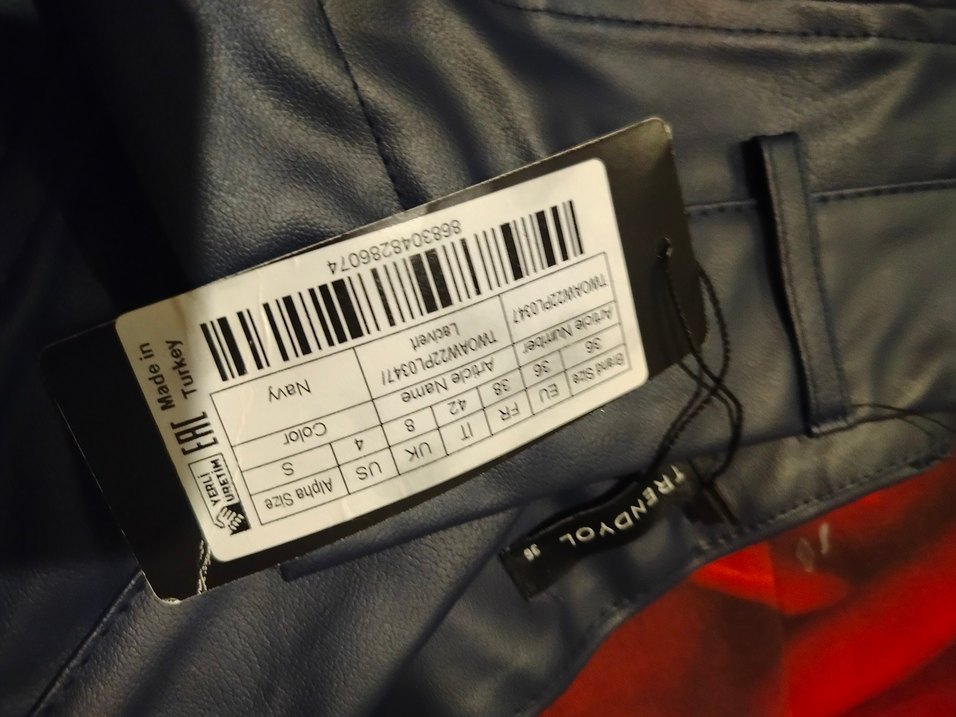 Brand Size EU FR IT UK US Alpha Size
36 36 38 42 8 4 S
Article Number Article Name Color
TWOAW22PL0347 TWOAW22PL0347/ Navy
Lacivert
8683048286074
YERLİ
ÜRETİM
EAC
Made in
Turkey
TRENDYOL
36